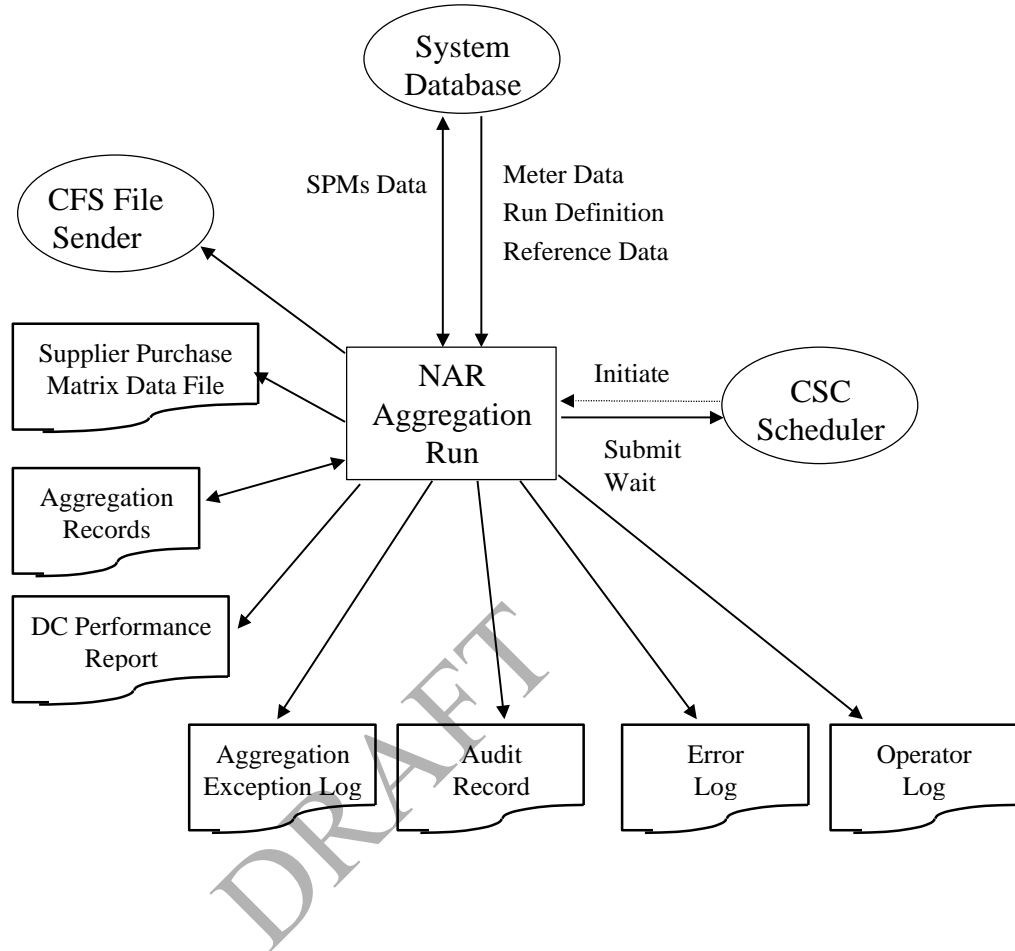 System
Database
SPMs Data
Meter Data
Run Definition
Reference Data
CFS File
Sender
Supplier Purchase
Matrix Data File
NAR
Aggregation
Run
Initiate
CSC
Scheduler
Submit
Wait
Aggregation
Records
DC Performance
Report
Aggregation
Exception Log
Audit
Record
Error
Log
Operator
Log
DRAFT